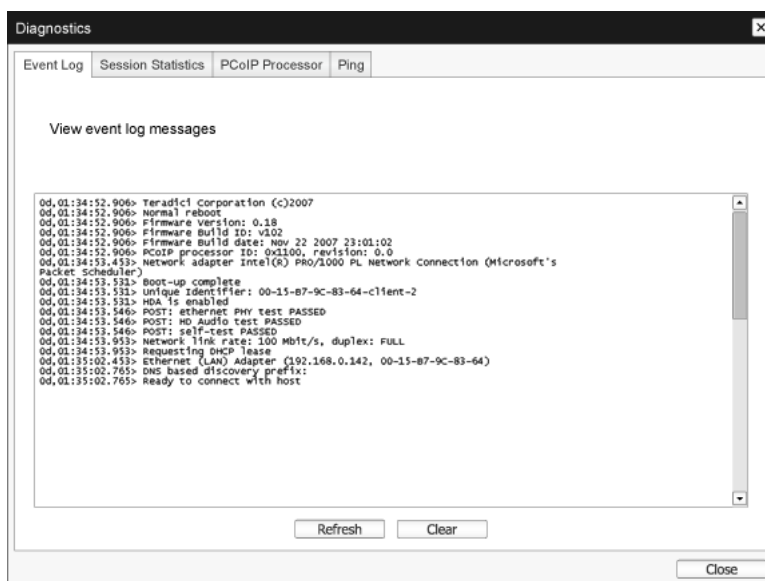 Diagnostics
Event Log
Session Statistics
PCoIP Processor
Ping
View event log messages
0d,01:34:52.906> Teradici Corporation (c)2007
0d,01:34:52.906> Normal reboot
0d,01:34:52.906> Firmware Version: 0.18
0d,01:34:52.906> Firmware Build ID: v102
0d,01:34:52.906> Firmware Build date: Nov 22 2007 23:01:02
0d,01:34:52.906> PCoIP processor ID: 0x1100, revision: 0.0
0d,01:34:53.453> Network adapter Intel(R) PRO/1000 PL Network Connection (Microsoft's
Packet Scheduler)
0d,01:34:53.531> Boot-up complete
0d,01:34:53.531> Unique Identifier: 00-15-B7-9C-83-64-client-2
0d,01:34:53.531> HDA is enabled
0d,01:34:53.546> POST: ethernet PHY test PASSED
0d,01:34:53.546> POST: HD Audio test PASSED
0d,01:34:53.546> POST: self-test PASSED
0d,01:34:53.953> Network link rate: 100 Mbit/s, duplex: FULL
0d,01:34:53.953> Requesting DHCP lease
0d,01:35:02.453> Ethernet (LAN) Adapter (192.168.0.142, 00-15-B7-9C-83-64)
0d,01:35:02.765> DNS based discovery prefix:
0d,01:35:02.765> Ready to connect with host
Refresh
Clear
Close